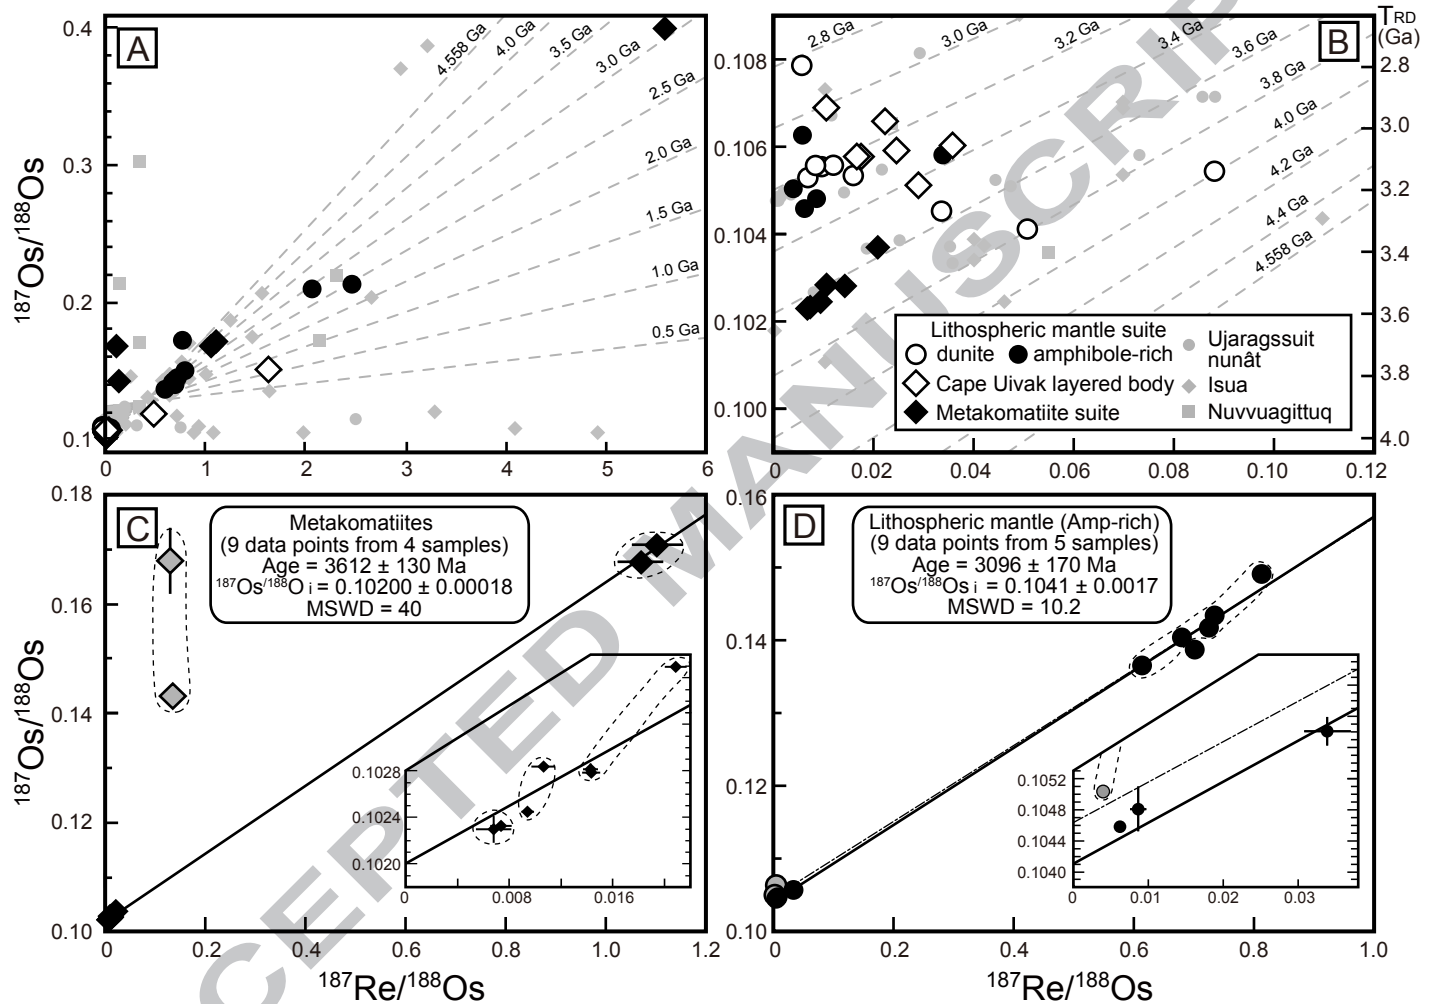 A
0.4
0.3
0.2
0.1
187Os/188Os
0 1 2 3 4 5 6
4.558 Ga
4.0 Ga
3.5 Ga
3.0 Ga
2.5 Ga
2.0 Ga
1.5 Ga
1.0 Ga
0.5 Ga
B
0.108
0.106
0.104
0.102
0.100
0.02 0.04 0.06 0.08 0.10 0.12
2.8 Ga
3.0 Ga
3.2 Ga
3.4 Ga
3.6 Ga
3.8 Ga
4.0 Ga
4.2 Ga
4.4 Ga
4.558 Ga
TRD
(Ga)
2.8
3.0
3.2
3.4
3.6
3.8
4.0
Lithospheric mantle suite
dunite amphibole-rich
Cape Uivak layered body
Metakomatiite suite
Ujaragssuit
nunât
Isua
Nuvvuagittuq
C
0.18
0.16
0.14
0.12
0.10
187Os/188Os
Metakomatiites
(9 data points from 4 samples)
Age = 3612 ± 130 Ma
187Os/188O i = 0.10200 ± 0.00018
MSWD = 40
0.1028
0.1024
0.1020
0 0.008 0.016
0 0.2 0.4 0.6 0.8 1.0 1.2
187Re/188Os
D
0.16
0.14
0.12
0.10
Lithospheric mantle (Amp-rich)
(9 data points from 5 samples)
Age = 3096 ± 170 Ma
187Os/188Os i = 0.1041 ± 0.0017
MSWD = 10.2
0.1052
0.1048
0.1044
0.1040
0 0.01 0.02 0.03
0 0.2 0.4 0.6 0.8 1.0
187Re/188Os
CEPTED MANUSCRIP